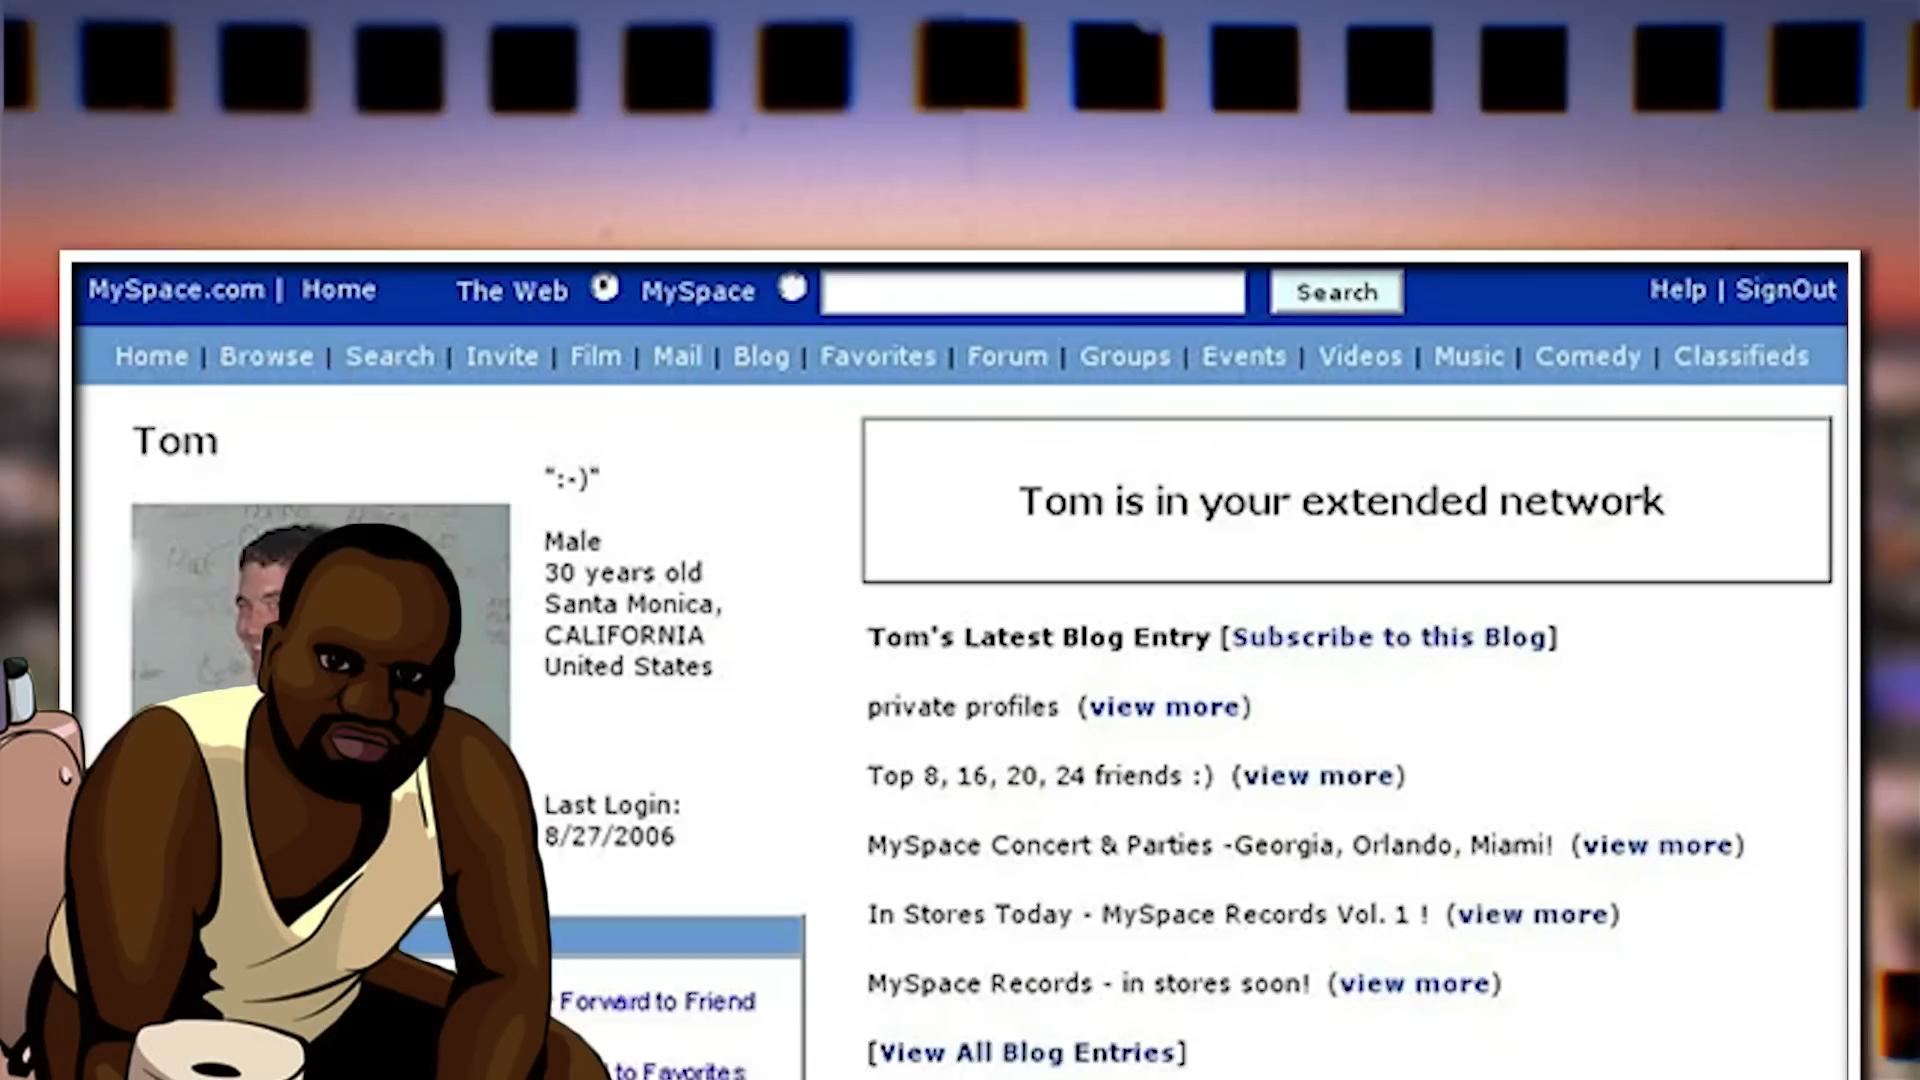 MySpace.com | Home The Web MySpace Search Help | SignOut
Home | Browse | Search | Invite | Film | Mail | Blog | Favorites | Forum | Groups | Events | Videos | Music | Comedy | Classifieds
Tom
":-)"
Male
30 years old
Santa Monica,
CALIFORNIA
United States
Last Login:
8/27/2006
Forward to Friend
to Favorites
Tom is in your extended network
Tom's Latest Blog Entry [Subscribe to this Blog]
private profiles (view more)
Top 8, 16, 20, 24 friends :) (view more)
MySpace Concert & Parties -Georgia, Orlando, Miami! (view more)
In Stores Today - MySpace Records Vol. 1 ! (view more)
MySpace Records - in stores soon! (view more)
[View All Blog Entries]